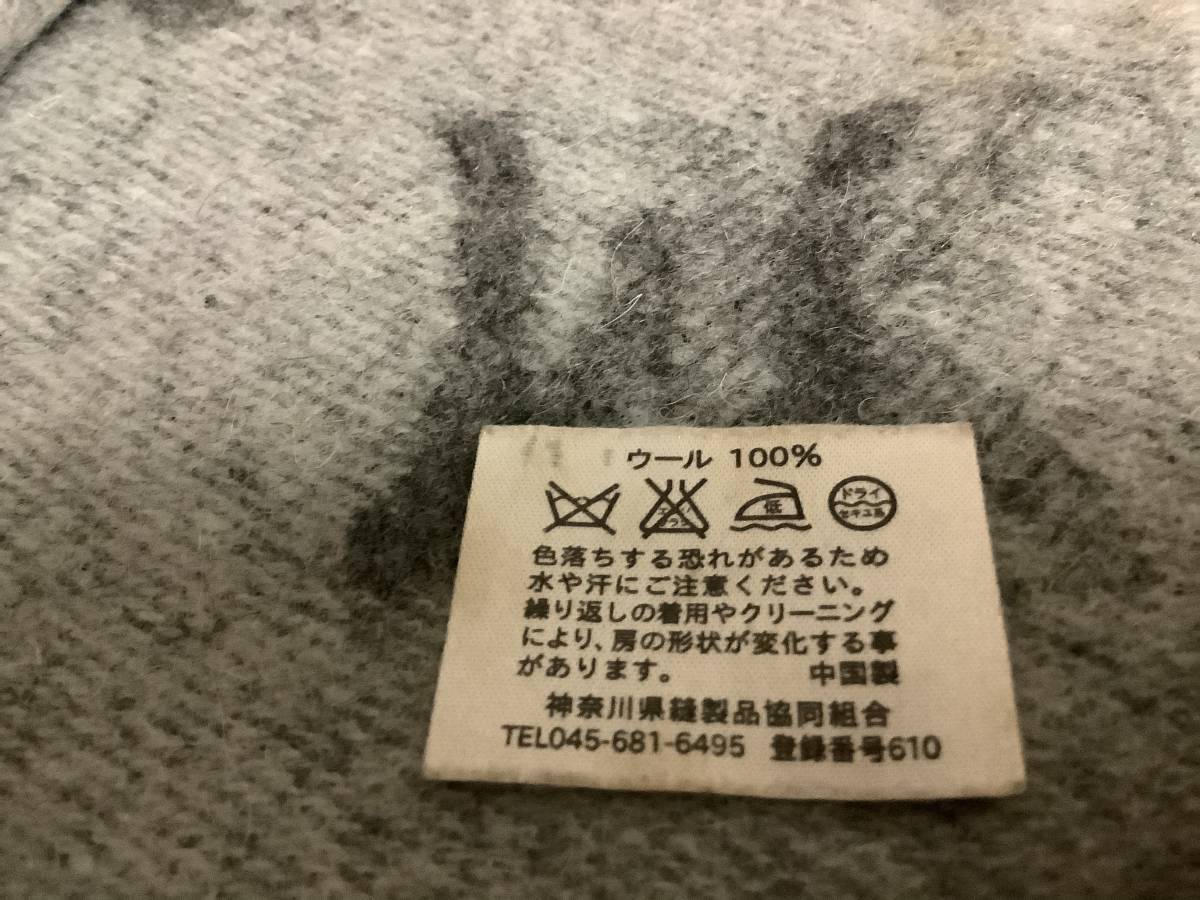 ウール 100%
低
ドライ
セキユ系
色落ちする恐れがあるため
水や汗にご注意ください。
繰り返しの着用やクリーニング
により、房の形状が変化する事
があります。 中国製
神奈川県縫製品協同組合
TEL045-681-6495 登録番号610